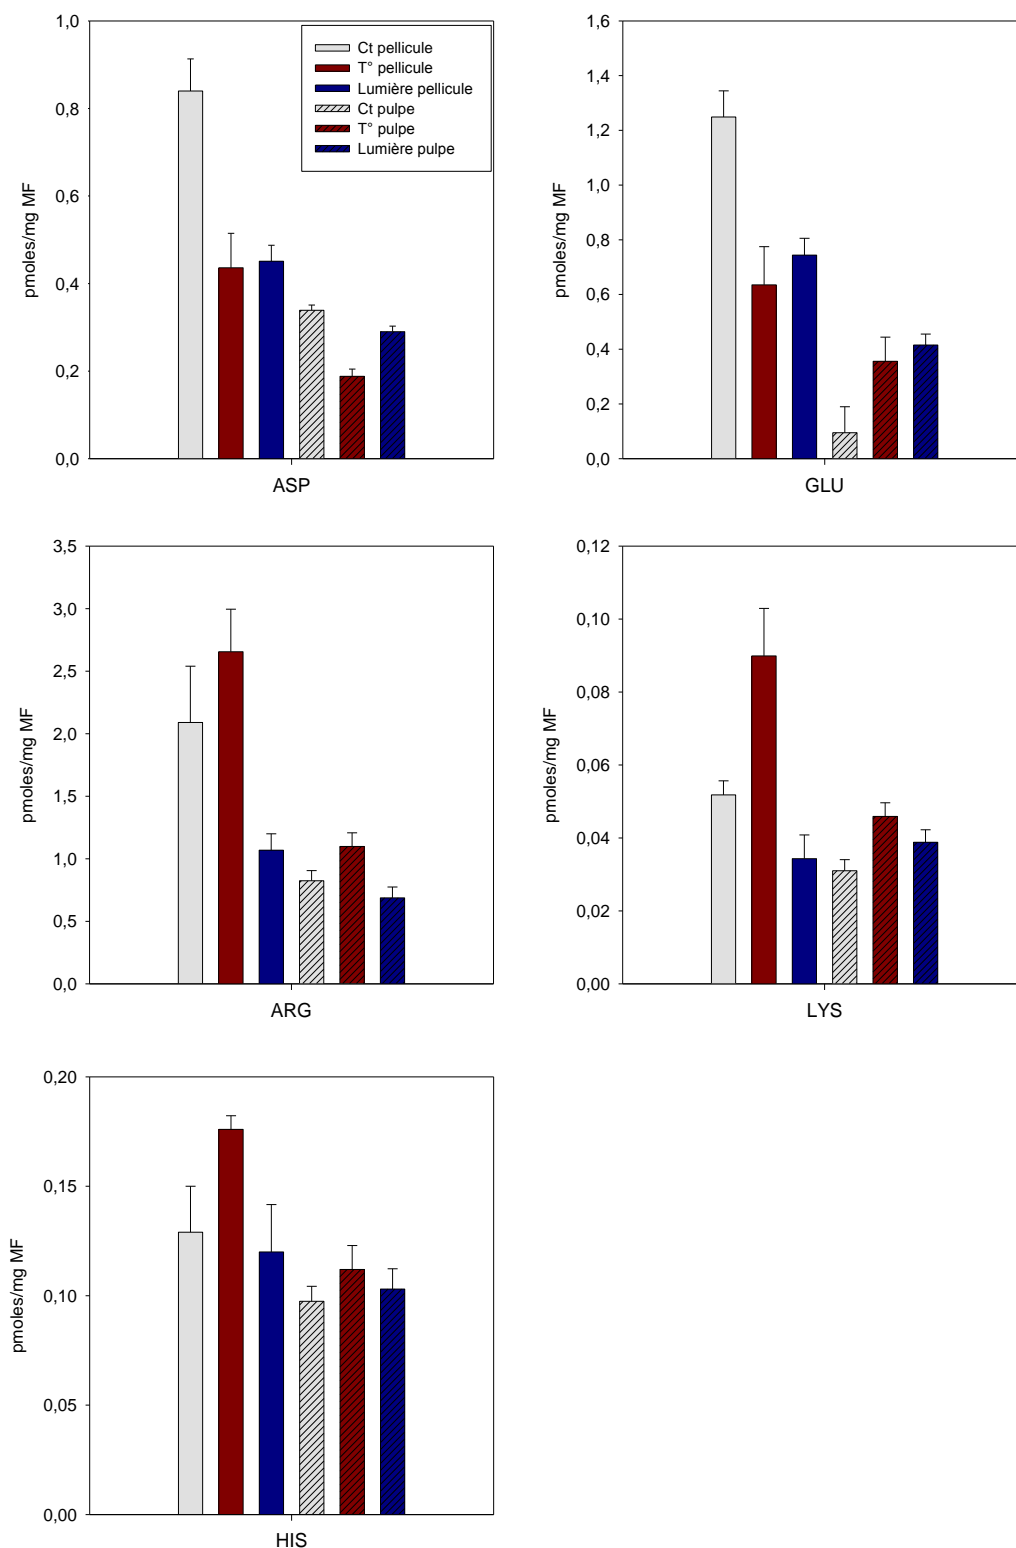 1,0
0,8
0,6
0,4
0,2
0,0
pmoles/mg MF
ASP
Ct pellicule
T° pellicule
Lumière pellicule
Ct pulpe
T° pulpe
Lumière pulpe
1,6
1,4
1,2
1,0
0,8
0,6
0,4
0,2
0,0
pmoles/mg MF
GLU
3,5
3,0
2,5
2,0
1,5
1,0
0,5
0,0
pmoles/mg MF
ARG
0,12
0,10
0,08
0,06
0,04
0,02
0,00
pmoles/mg MF
LYS
0,20
0,15
0,10
0,05
0,00
pmoles/mg MF
HIS